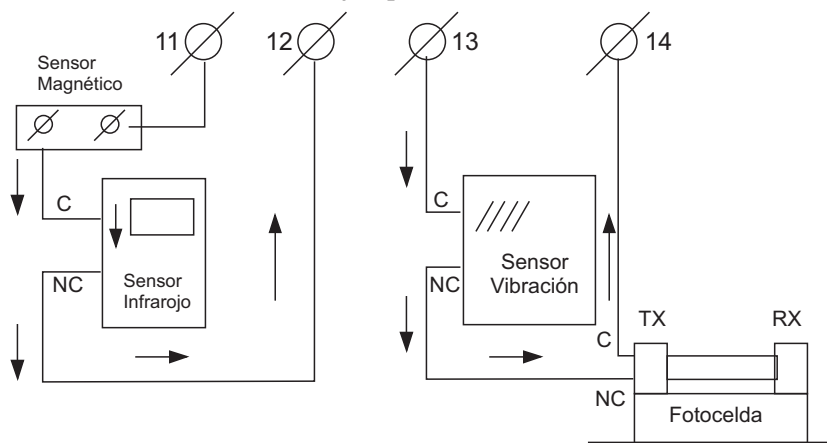 11
12
13
14
Sensor
Magnético
C
NC
Sensor
Infrarojo
C
NC
Sensor
Vibración
TX
RX
C
NC
Fotocelda